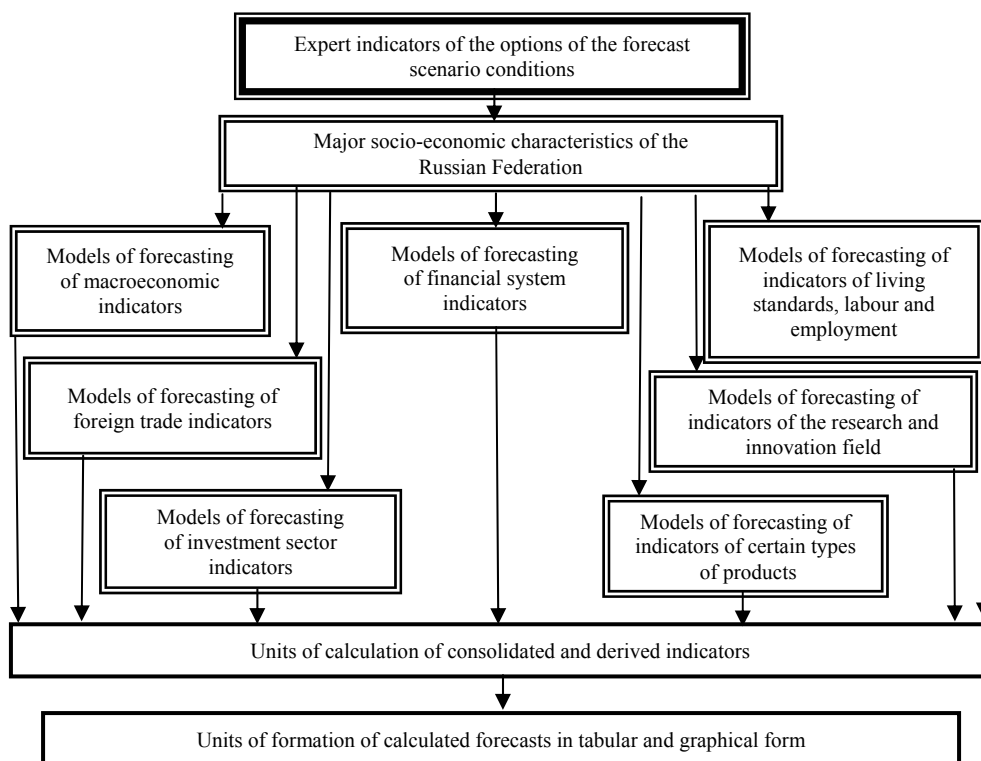 Expert indicators of the options of the forecast
scenario conditions
Major socio-economic characteristics of the
Russian Federation
Models of forecasting
of macroeconomic
indicators
Models of forecasting
of financial system
indicators
Models of forecasting of
indicators of living
standards, labour and
employment
Models of forecasting of
foreign trade indicators
Models of forecasting of
indicators of the research and
innovation field
Models of forecasting
of investment sector
indicators
Models of forecasting of
indicators of certain types
of products
Units of calculation of consolidated and derived indicators
Units of formation of calculated forecasts in tabular and graphical form